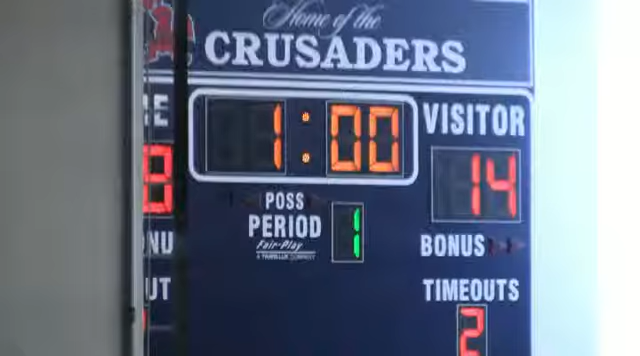 Home of the
CRUSADERS
1:00
VISITOR
14
POSS
PERIOD
1
Fair-Play
BONUS
TIMEOUTS
2